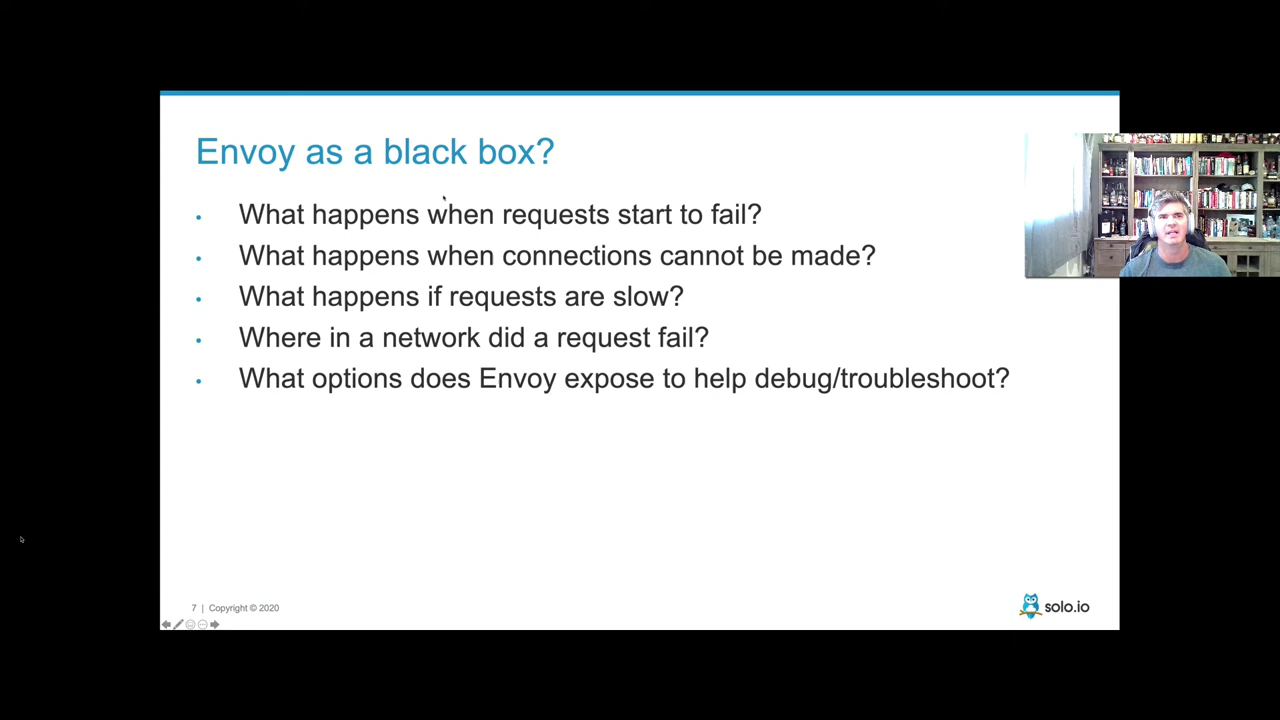 Envoy as a black box?
• What happens when requests start to fail?
• What happens when connections cannot be made?
• What happens if requests are slow?
• Where in a network did a request fail?
• What options does Envoy expose to help debug/troubleshoot?
7 | Copyright © 2020
solo.io